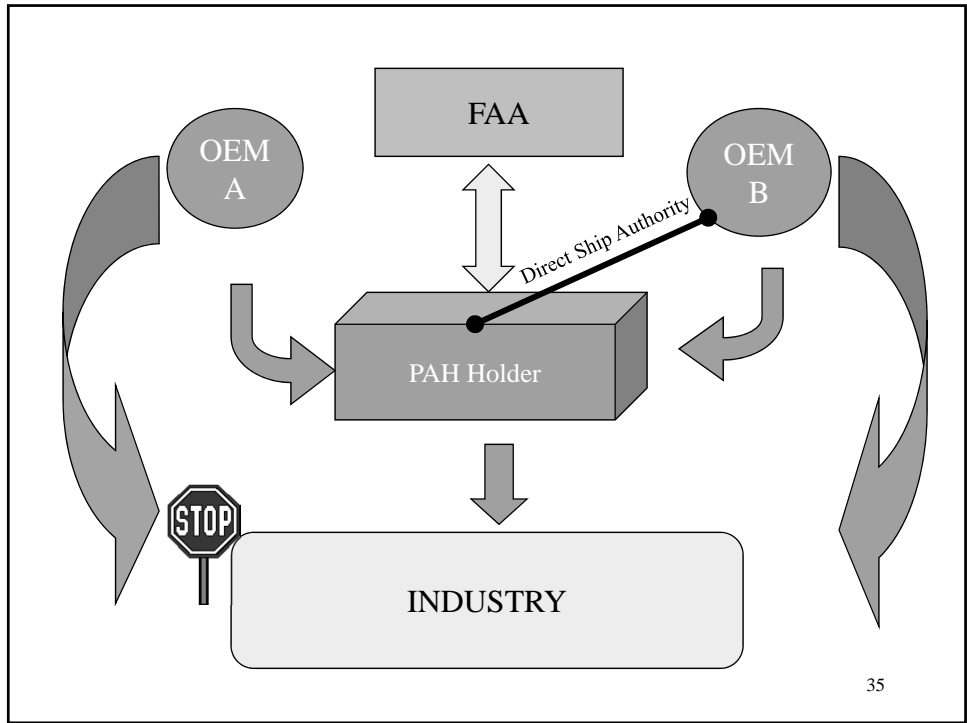 FAA
OEM
A
OEM
B
Direct Ship Authority
PAH Holder
STOP
INDUSTRY
35